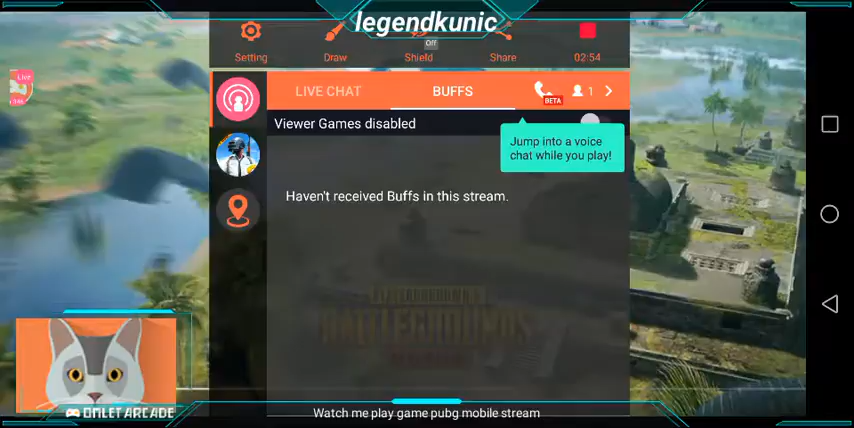 legendkunic
Off
Setting
Draw
Shield
Share
02:54
Live
LIVE CHAT
BUFFS
BETA
1
Viewer Games disabled
Jump into a voice
chat while you play!
Haven't received Buffs in this stream.
BATTLEGROUNDS
OMLET ARCADE
Watch me play game pubg mobile stream